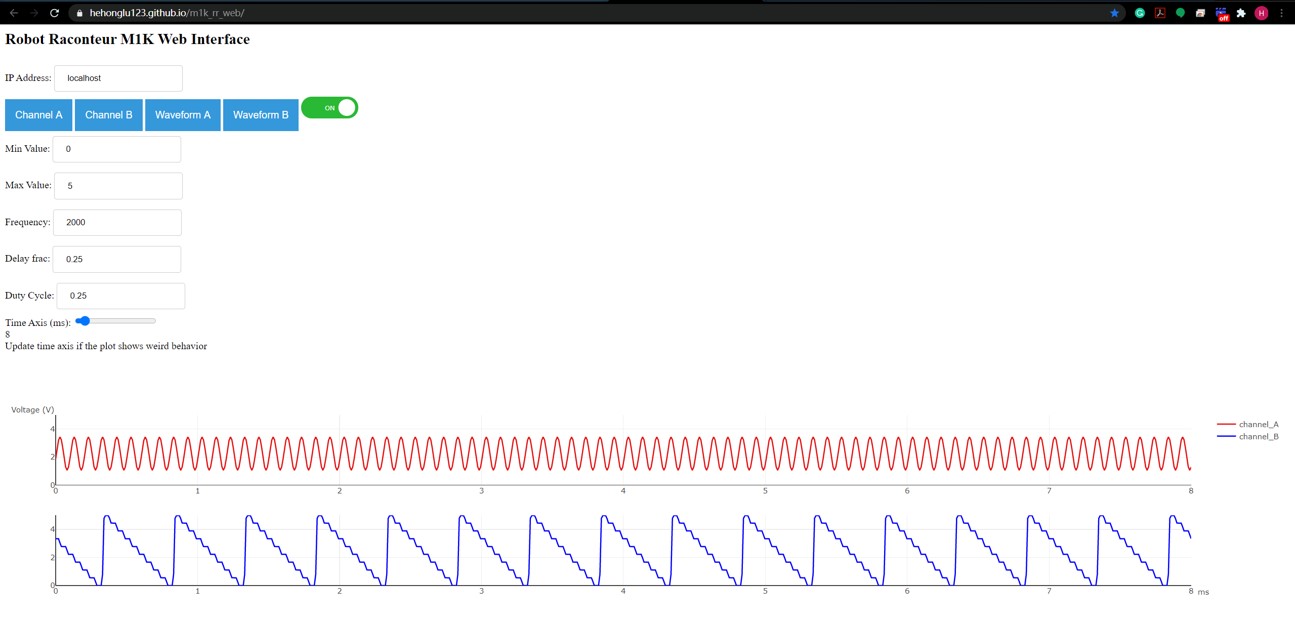 hehonglu123.github.io/m1k_rr_web/
off
H
Robot Raconteur M1K Web Interface
IP Address: localhost
Channel A Channel B Waveform A Waveform B ON
Min Value: 0
Max Value: 5
Frequency: 2000
Delay frac: 0.25
Duty Cycle: 0.25
Time Axis (ms):
8
Update time axis if the plot shows weird behavior
Voltage (V)
4
2
0
0 1 2 3 4 5 6 7 8
channel_A
channel_B
4
2
0
0 1 2 3 4 5 6 7 8 ms